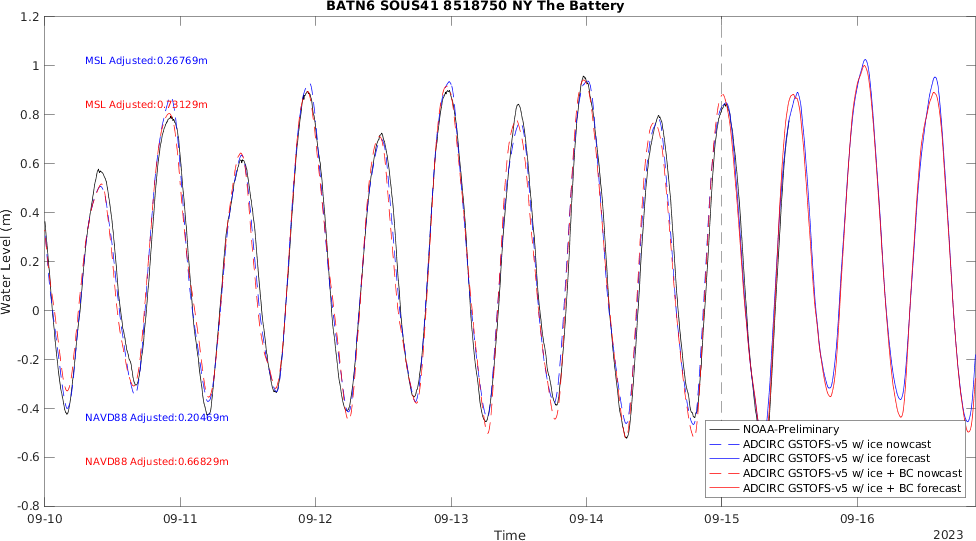 BATN6 SOUS41 8518750 NY The Battery
1.2
1
0.8
0.6
0.4
0.2
0
-0.2
-0.4
-0.6
-0.8
Water Level (m)
MSL Adjusted:0.26769m
MSL Adjusted:0.73129m
NAVD88 Adjusted:0.20469m
NAVD88 Adjusted:0.66829m
NOAA-Preliminary
ADCIRC GSTOFS-v5 w/ ice nowcast
ADCIRC GSTOFS-v5 w/ ice forecast
ADCIRC GSTOFS-v5 w/ ice + BC nowcast
ADCIRC GSTOFS-v5 w/ ice + BC forecast
09-10 09-11 09-12 09-13 09-14 09-15 09-16
Time
2023